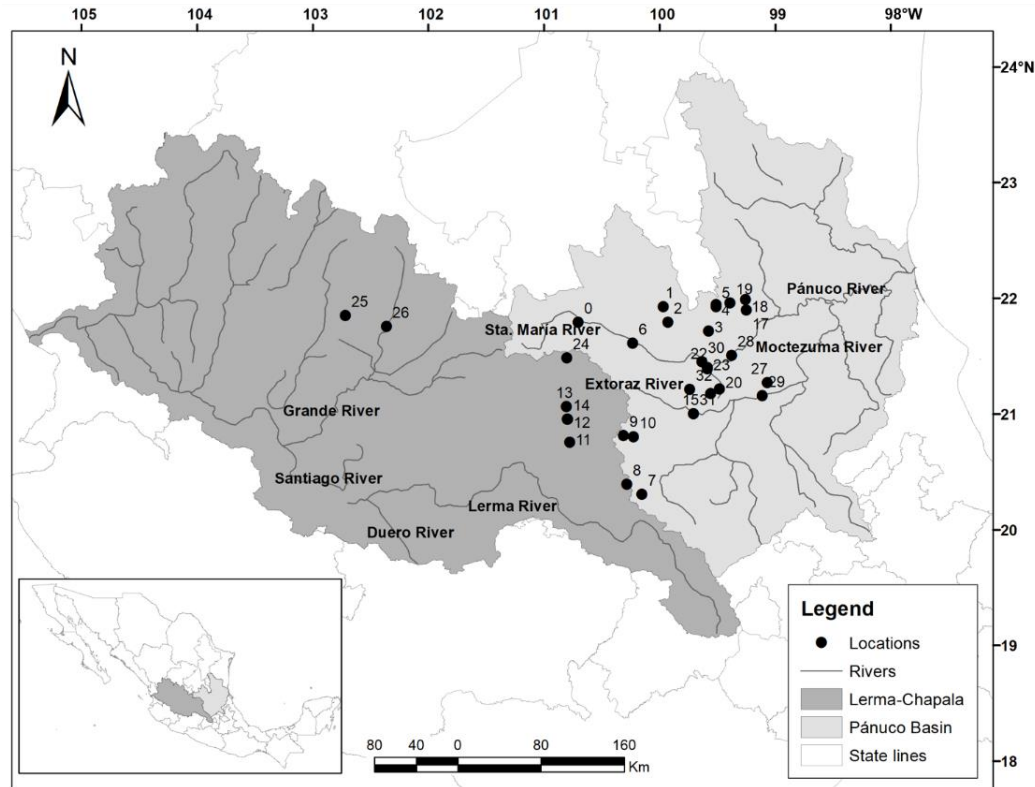 105 104 103 102 101 100 99 98°W
N
24°N
23
22
21
20
19
18
1
2
0
6
5
4
3
19
18
17
Pánuco River
Sta. María River
24
25
26
28
30
22
23
Moctezuma River
27
29
Extoraz River
32
20
15
31
13
14
12
11
9
10
8
7
Grande River
Santiago River
Lerma River
Duero River
Legend
Locations
Rivers
Lerma-Chapala
Pánuco Basin
State lines
80 40 0 80 160
Km